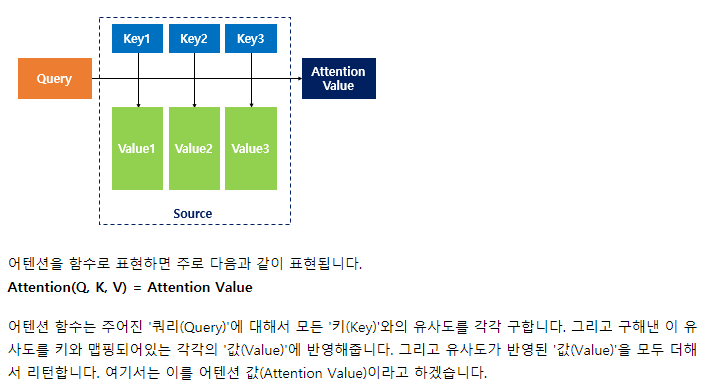 Key1 Key2 Key3
Query
Attention
Value
Value1 Value2 Value3
Source
어텐션을 함수로 표현하면 주로 다음과 같이 표현됩니다.
Attention(Q, K, V) = Attention Value
어텐션 함수는 주어진 '쿼리(Query)'에 대해서 모든 '키(Key)'와의 유사도를 각각 구합니다. 그리고 구해낸 이 유
사도를 키와 맵핑되어있는 각각의 '값(Value)'에 반영해줍니다. 그리고 유사도가 반영된 '값(Value)'을 모두 더해
서 리턴합니다. 여기서는 이를 어텐션 값(Attention Value)이라고 하겠습니다.